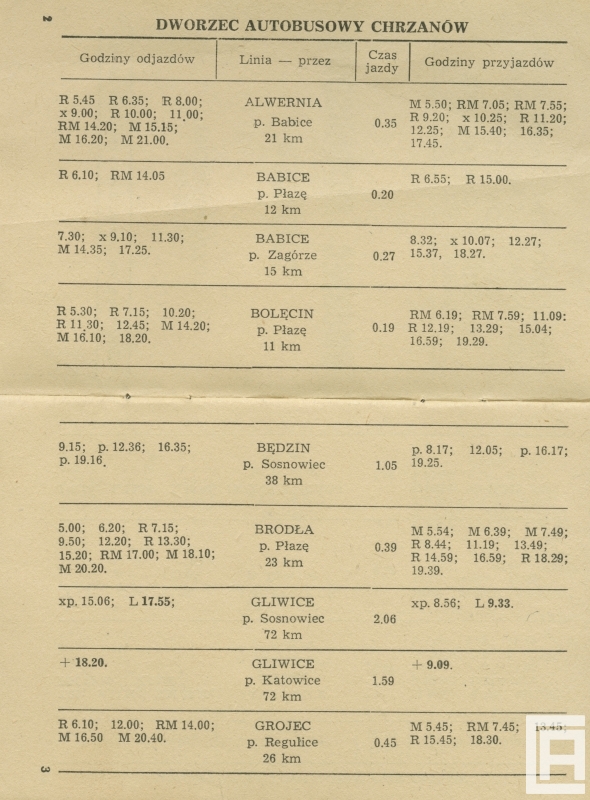 2
DWORZEC AUTOBUSOWY CHRZANÓW
Godziny odjazdów Linia — przez Czas jazdy Godziny przyjazdów
R 5.45 R 6.35; R 8.00;
x 9.00; R 10.00; 11.00;
RM 14.20; M 15.15;
M 16.20; M 21.00.
ALWERNIA
p. Babice
21 km
0.35
M 5.50; RM 7.05; RM 7.55;
R 9.20; x 10.25; R 11.20;
12.25; M 15.40; 16.35;
17.45.
R 6.10; RM 14.05
BABICE
p. Płazę
12 km
0.20
R 6.55; R 15.00.
7.30; x 9.10; 11.30;
M 14.35; 17.25.
BABICE
p. Zagórze
15 km
0.27
8.32; x 10.07; 12.27;
15.37, 18.27.
R 5.30; R 7.15; 10.20;
R 11.30; 12.45; M 14.20;
M 16.10; 18.20.
BOLĘCIN
p. Płazę
11 km
0.19
RM 6.19; RM 7.59; 11.09:
R 12.19; 13.29; 15.04;
16.59; 19.29.
9.15; p. 12.36; 16.35;
p. 19.16.
BĘDZIN
p. Sosnowiec
38 km
1.05
p. 8.17; 12.05; p. 16.17;
19.25.
5.00; 6.20; R 7.15;
9.50; 12.20; R 13.30;
15.20; RM 17.00; M 18.10;
M 20.20.
BRODŁA
p. Płazę
23 km
0.39
M 5.54; M 6.39; M 7.49;
R 8.44; 11.19; 13.49;
R 14.59; 16.59; R 18.29;
19.39.
xp. 15.06; L 17.55;
GLIWICE
p. Sosnowiec
72 km
2.06
xp. 8.56; L 9.33.
+ 18.20.
GLIWICE
p. Katowice
72 km
1.59
+ 9.09.
R 6.10; 12.00; RM 14.00;
M 16.50 M 20.40.
GROJEC
p. Regulice
26 km
0.45
M 5.45; RM 7.45; 13.45;
R 15.45; 18.30.
3